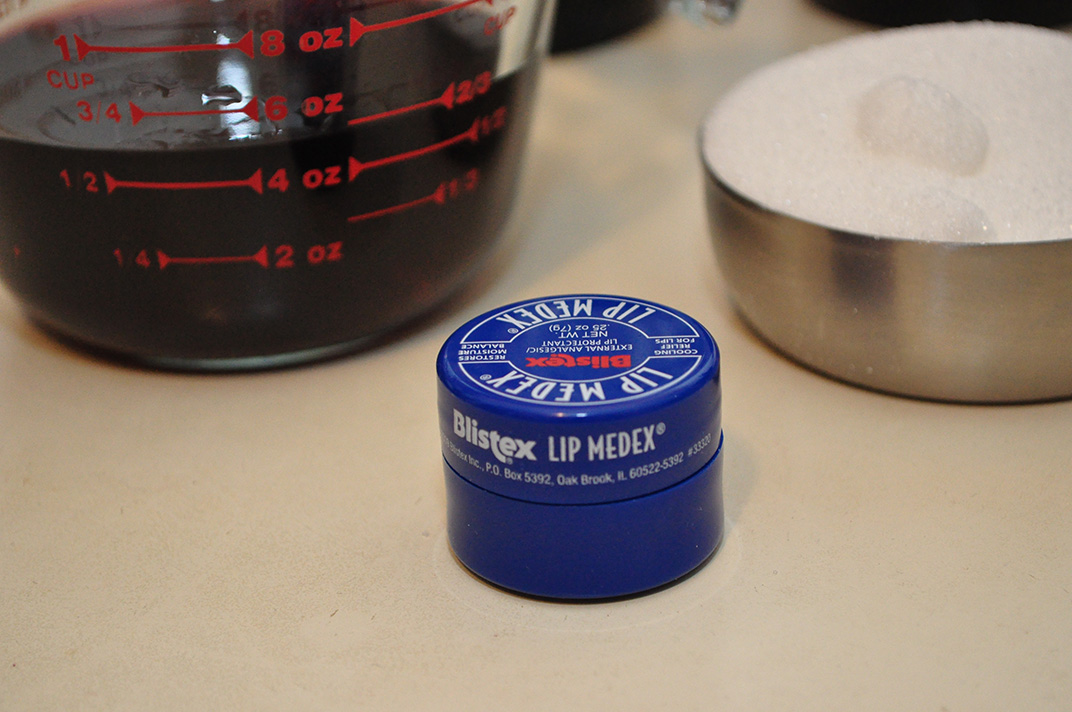 1 8 oz
CUP
CUP
3/4 6 oz 2/3
1/2
1/2 4 oz
1/3
1/4 2 oz
LIP MEDEX®
NET WT.
.25 oz (7g)
RESTORES
MOISTURE
BALANCE
COOLING
RELIEF
FOR LIPS
EXTERNAL ANALGESIC/
LIP PROTECTANT
Blistex
LIP MEDEX®
Blistex® LIP MEDEX®
Blistex Inc., P.O. Box 5392, Oak Brook, IL 60522-5392 #33320